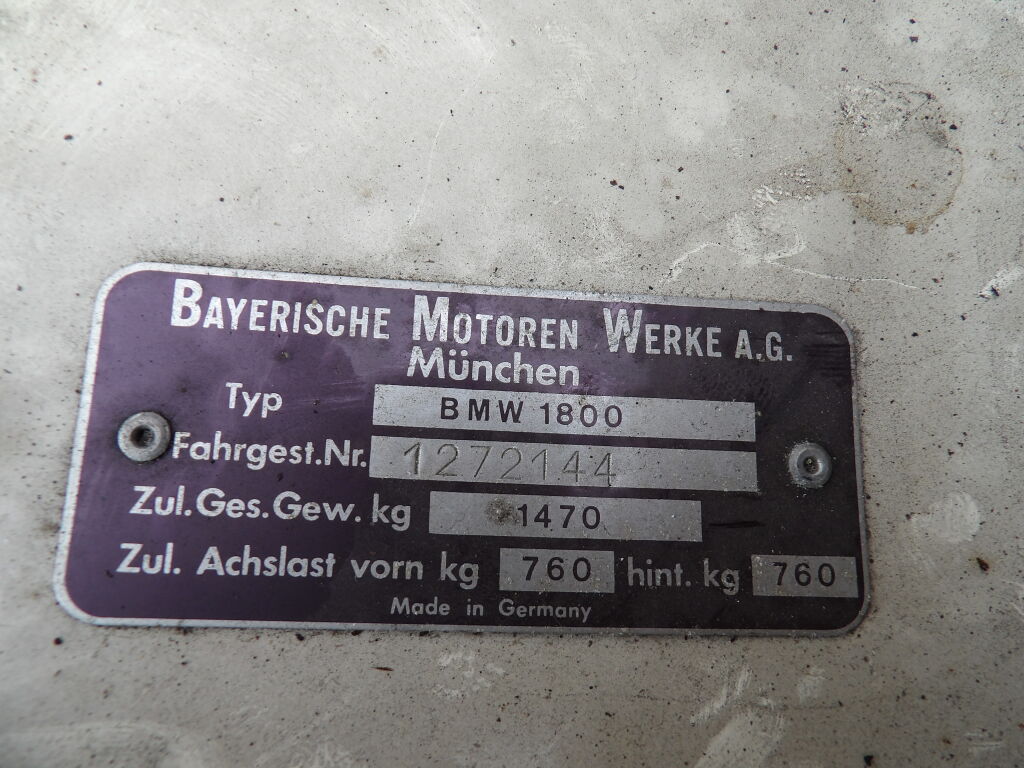 BAYERISCHE MOTOREN WERKE A.G.
München
Typ BMW 1800
Fahrgest.Nr. 1272144
Zul.Ges.Gew. kg 1470
Zul. Achslast vorn kg 760 hint. kg 760
Made in Germany